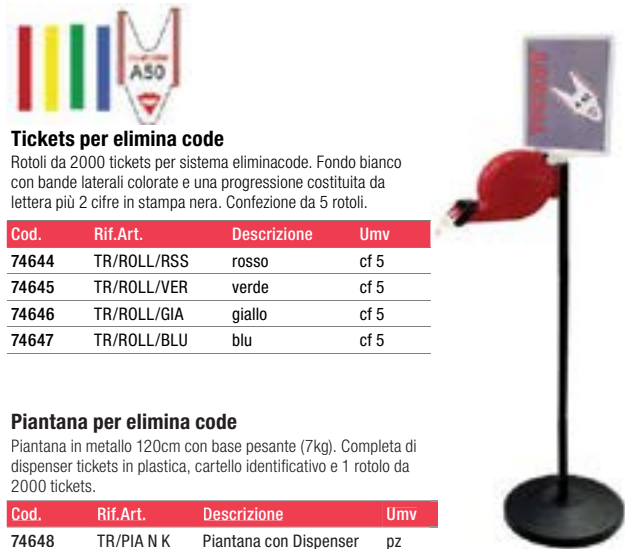 A50
Tickets per elimina code
Rotoli da 2000 tickets per sistema eliminacode. Fondo bianco
con bande laterali colorate e una progressione costituita da
lettera più 2 cifre in stampa nera. Confezione da 5 rotoli.
Cod. Rif.Art. Descrizione Umv
74644 TR/ROLL/RSS rosso cf 5
74645 TR/ROLL/VER verde cf 5
74646 TR/ROLL/GIA giallo cf 5
74647 TR/ROLL/BLU blu cf 5
Piantana per elimina code
Piantana in metallo 120cm con base pesante (7kg). Completa di
dispenser tickets in plastica, cartello identificativo e 1 rotolo da
2000 tickets.
Cod. Rif.Art. Descrizione Umv
74648 TR/PIA N K Piantana con Dispenser pz